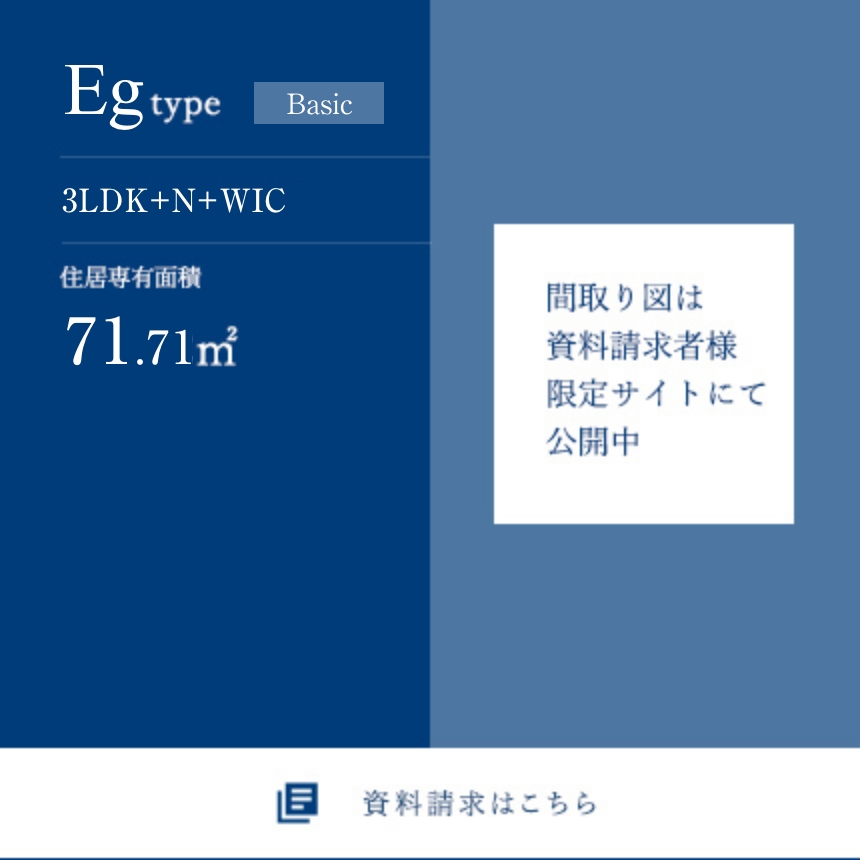 Eg type Basic
3LDK+N+WIC
住居専有面積
71.71㎡
間取り図は
資料請求者様
限定サイトにて
公開中
資料請求はこちら